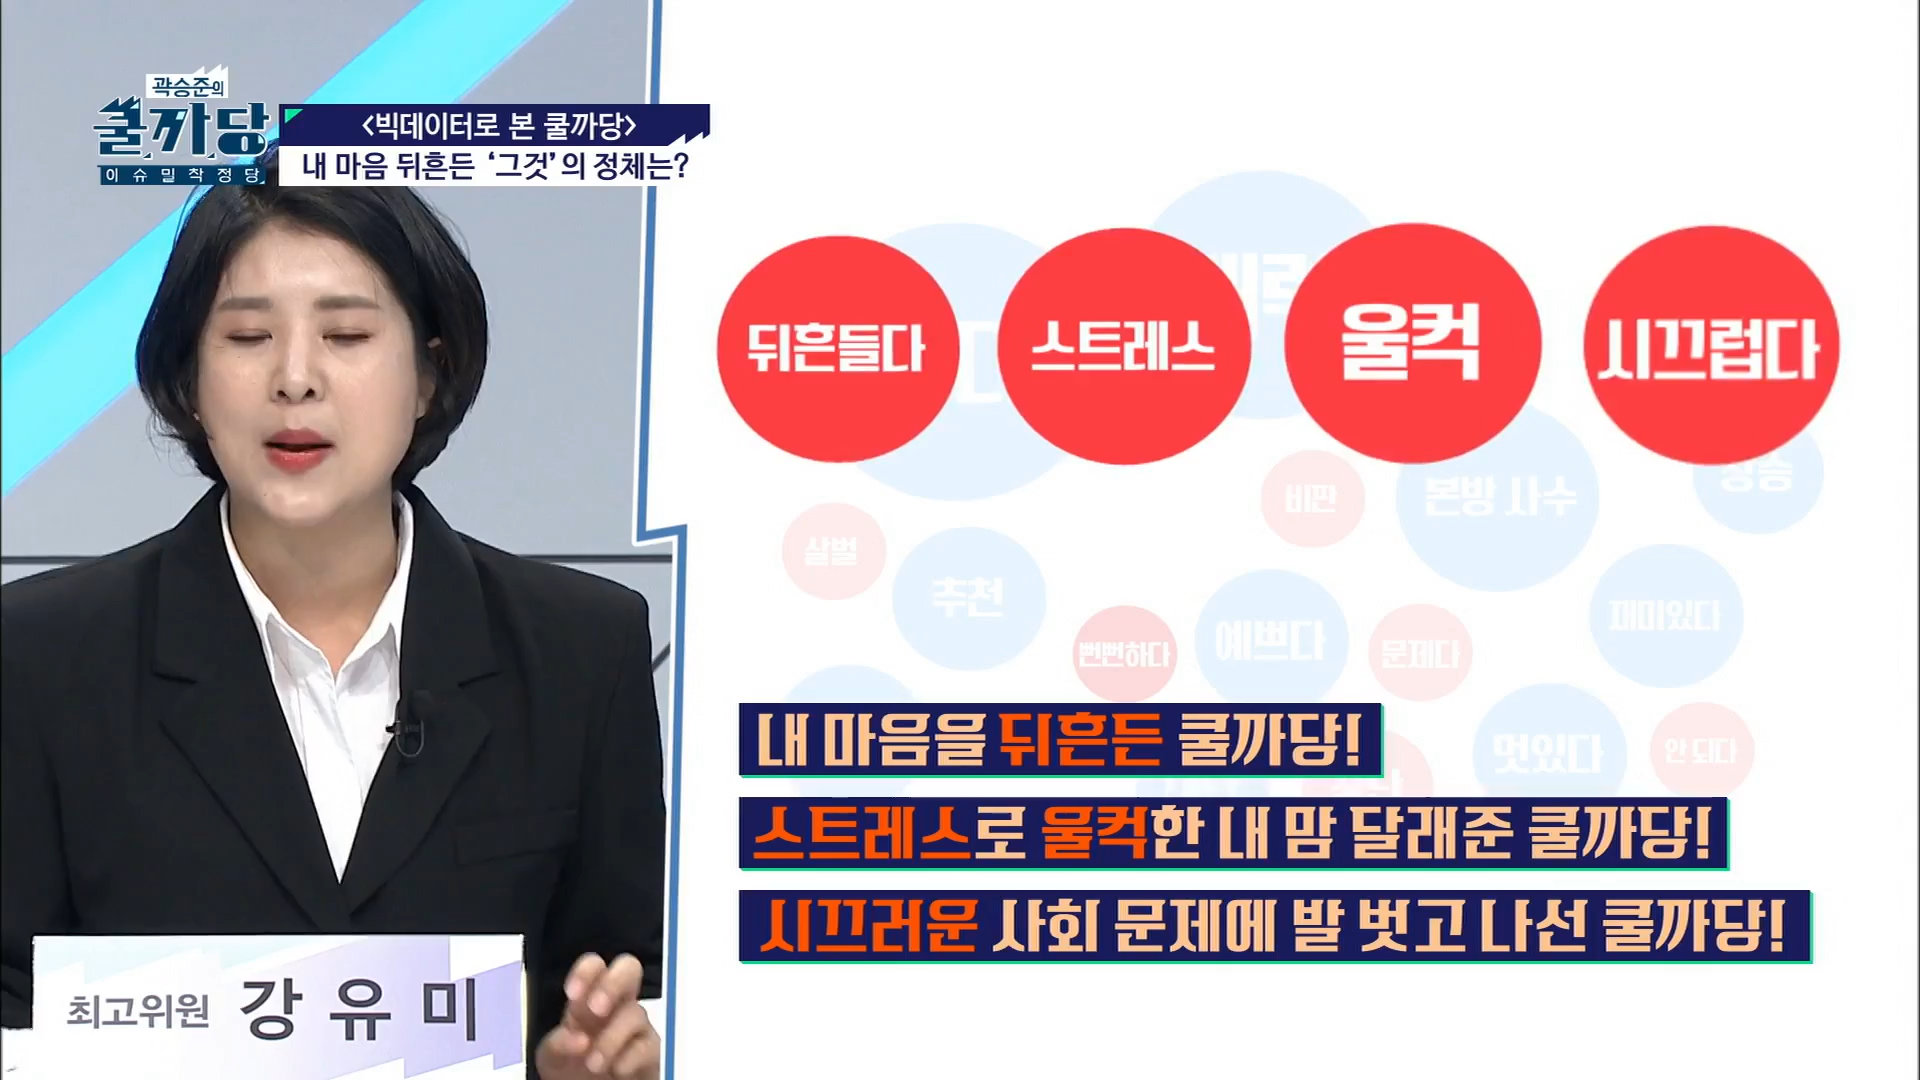 곽승준의
쿨까당
이슈밀착정당
<빅데이터로 본 쿨까당>
내 마음 뒤흔든 ‘그것’의 정체는?
뒤흔들다
스트레스
울컥
시끄럽다
비판
본방 사수
살벌
추천
뻔뻔하다
예쁘다
문제다
재미있다
멋있다
안 되다
내 마음을 뒤흔든 쿨까당!
스트레스로 울컥한 내 맘 달래준 쿨까당!
시끄러운 사회 문제에 발 벗고 나선 쿨까당!
최고위원 강유미